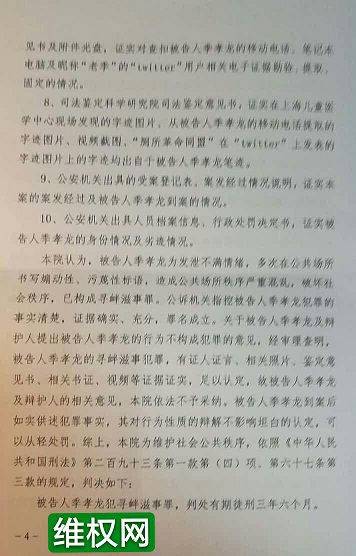 见书及附件光盘，证实对查扣被告人季孝龙的移动电话、笔记本
电脑及昵称“老季”的“twitter”用户相关电子证据勘验、提取、
固定的情况。
8、司法鉴定科学研究院司法鉴定意见书，证实在上海儿童医
学中心现场发现的字迹图片、从被告人季孝龙的移动电话提取的
字迹图片、视频截图、“厕所革命同盟”在“twitter”上发表的
字迹图片上的字迹均出自于被告人季孝龙笔迹。
9、公安机关出具的受案登记表、案发经过情况说明，证实本
案的案发经过及被告人季孝龙到案的情况。
10、公安机关出具人员档案信息、行政处罚决定书，证实被
告人季孝龙的身份情况及劣迹情况。
本院认为，被告人季孝龙为发泄不满情绪，多次在公共场所
书写煽动性、污蔑性标语，造成公共场所秩序严重混乱，破坏社
会秩序，已构成寻衅滋事罪。公诉机关指控被告人季孝龙犯罪的
事实清楚，证据确实、充分，罪名成立。关于被告人季孝龙及辩
护人提出被告人季孝龙的行为不构成犯罪的意见，经审理查明，
被告人季孝龙的寻衅滋事犯罪，有证人证言、相关照片、鉴定意
见书、相关书证、视频等证据证实，足以认定，故被告人季孝龙
及辩护人的相关意见，本院依法不予采纳。被告人季孝龙到案后
如实供述犯罪事实，其对行为性质的辩解不影响坦白的认定，可
以从轻处罚。综上，本院为维护社会公共秩序，依照《中华人民
共和国刑法》第二百九十三条第一款第（四）项、第六十七条第
三款的规定，判决如下：
被告人季孝龙犯寻衅滋事罪，判处有期徒刑三年六个月。
- 4 -
维权网